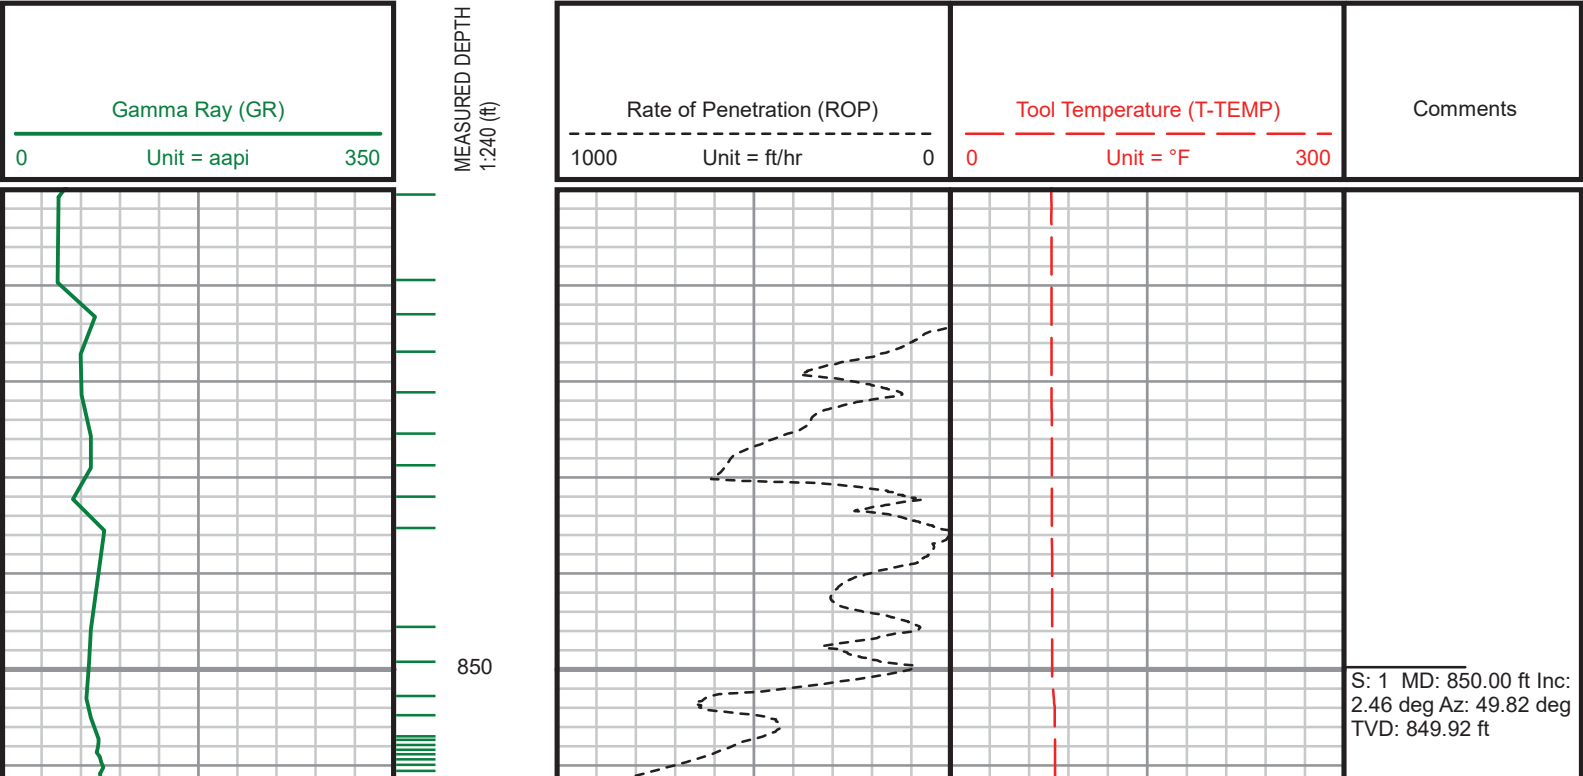 Gamma Ray (GR)
0 Unit = aapi 350
MEASURED DEPTH
1:240 (ft)
Rate of Penetration (ROP)
1000 Unit = ft/hr 0
Tool Temperature (T-TEMP)
0 Unit = °F 300
Comments
850
S: 1 MD: 850.00 ft Inc:
2.46 deg Az: 49.82 deg
TVD: 849.92 ft